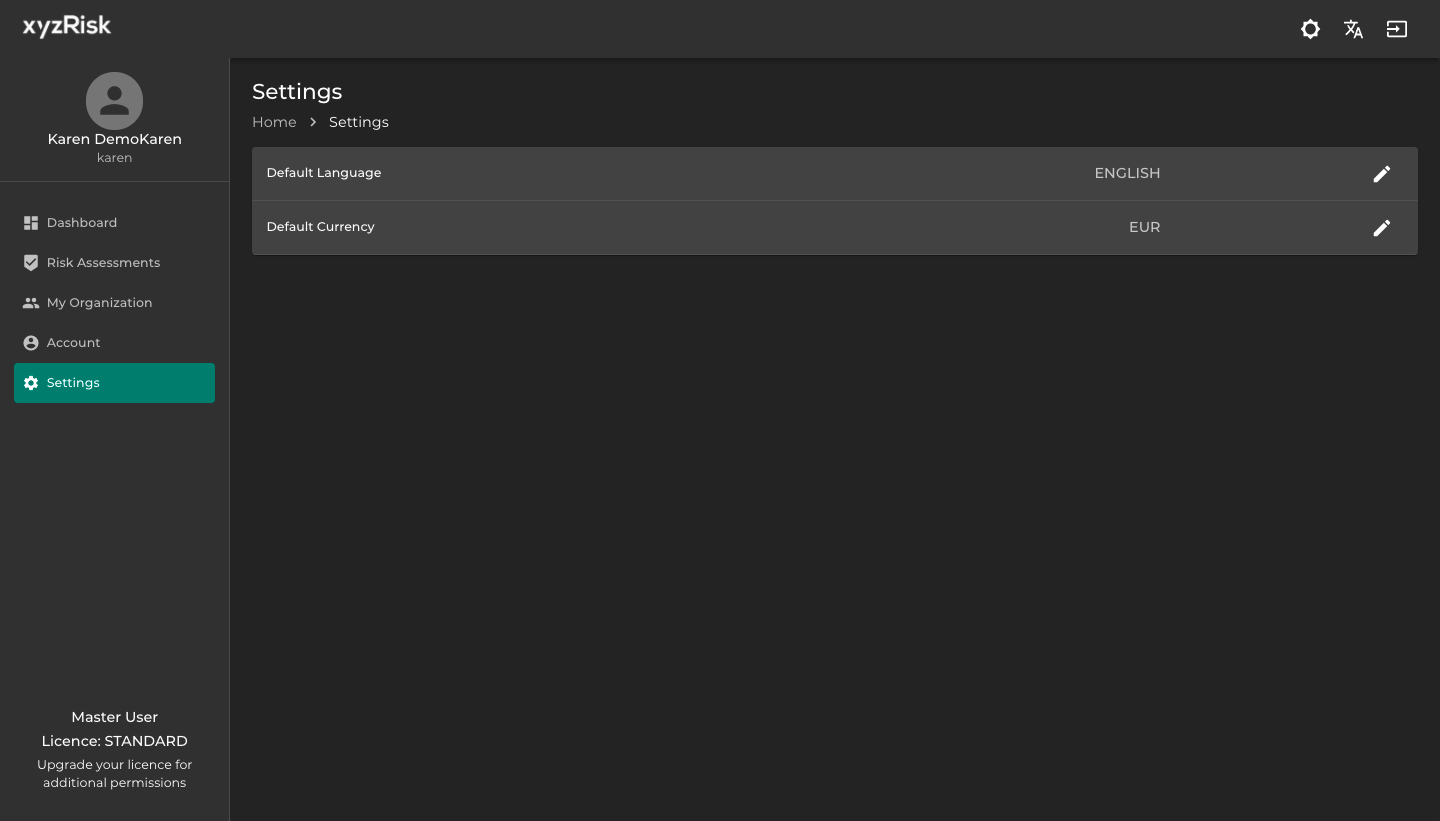 xyzRisk
Karen DemoKaren
karen
Dashboard
Risk Assessments
My Organization
Account
Settings
Master User
Licence: STANDARD
Upgrade your licence for
additional permissions
Settings
Home > Settings
Default Language ENGLISH
Default Currency EUR